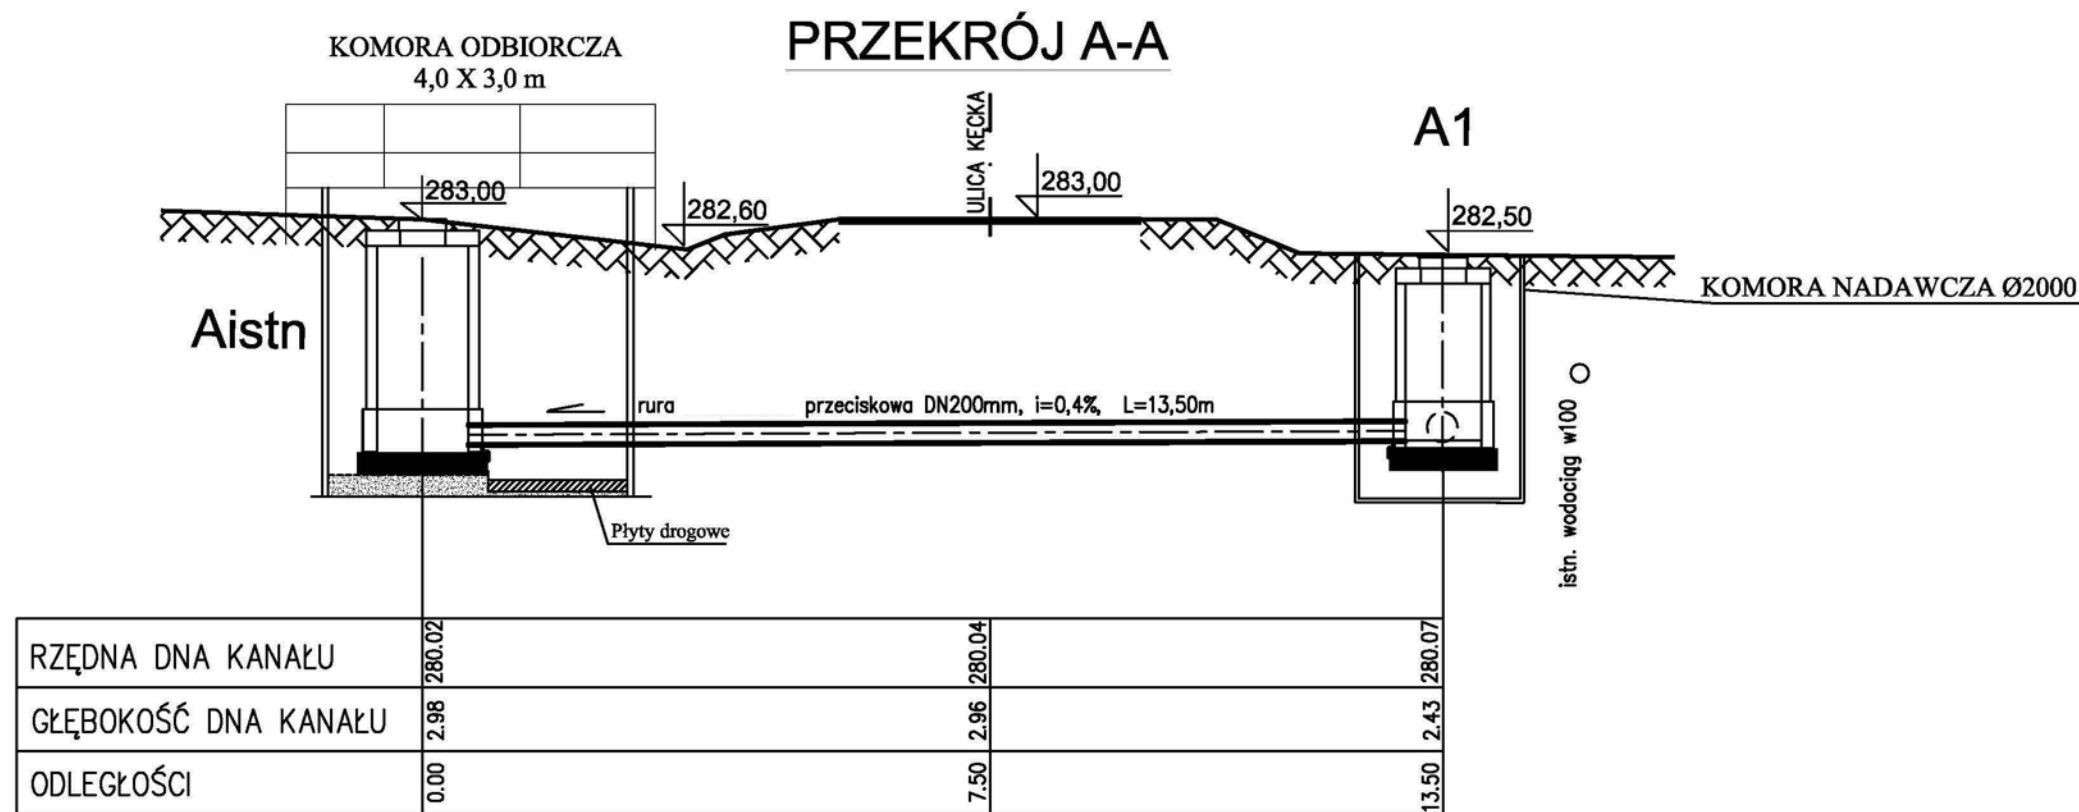 PRZEKRÓJ A-A
KOMORA ODBIORCZA
4,0 X 3,0 m
ULICA KĘCKA
A1
283,00
282,60
283,00
282,50
KOMORA NADAWCZA Ø2000
Aistn
rura przeciskowa DN200mm, i=0,4%, L=13,50m
istn. wodociąg w100
Płyty drogowe
RZĘDNA DNA KANAŁU 280.02 280.04 280.07
GŁĘBOKOŚĆ DNA KANAŁU 2.98 2.96 2.43
ODLEGŁOŚCI 0.00 7.50 13.50